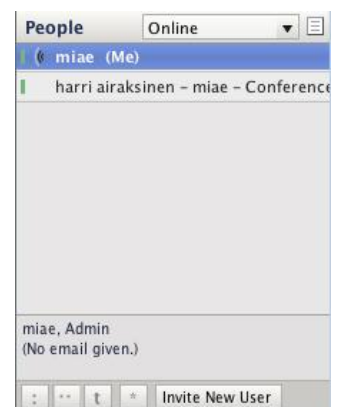 People Online
miae (Me)
harri airaksinen – miae – Conference
miae, Admin
(No email given.)
: ·· t * Invite New User